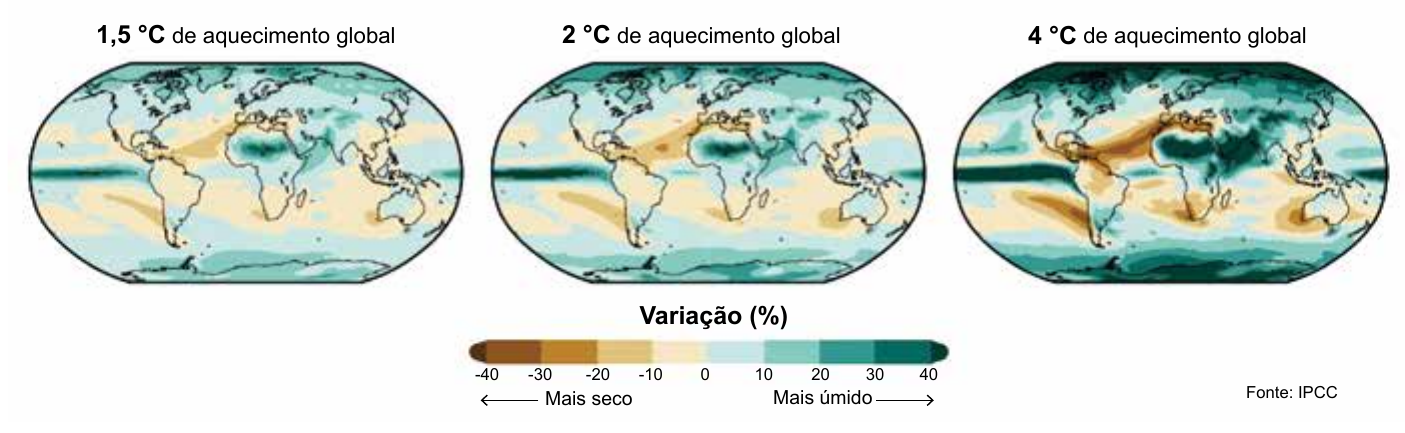 1,5 °C de aquecimento global
2 °C de aquecimento global
4 °C de aquecimento global
Variação (%)
-40 -30 -20 -10 0 10 20 30 40
Mais seco Mais úmido
Fonte: IPCC